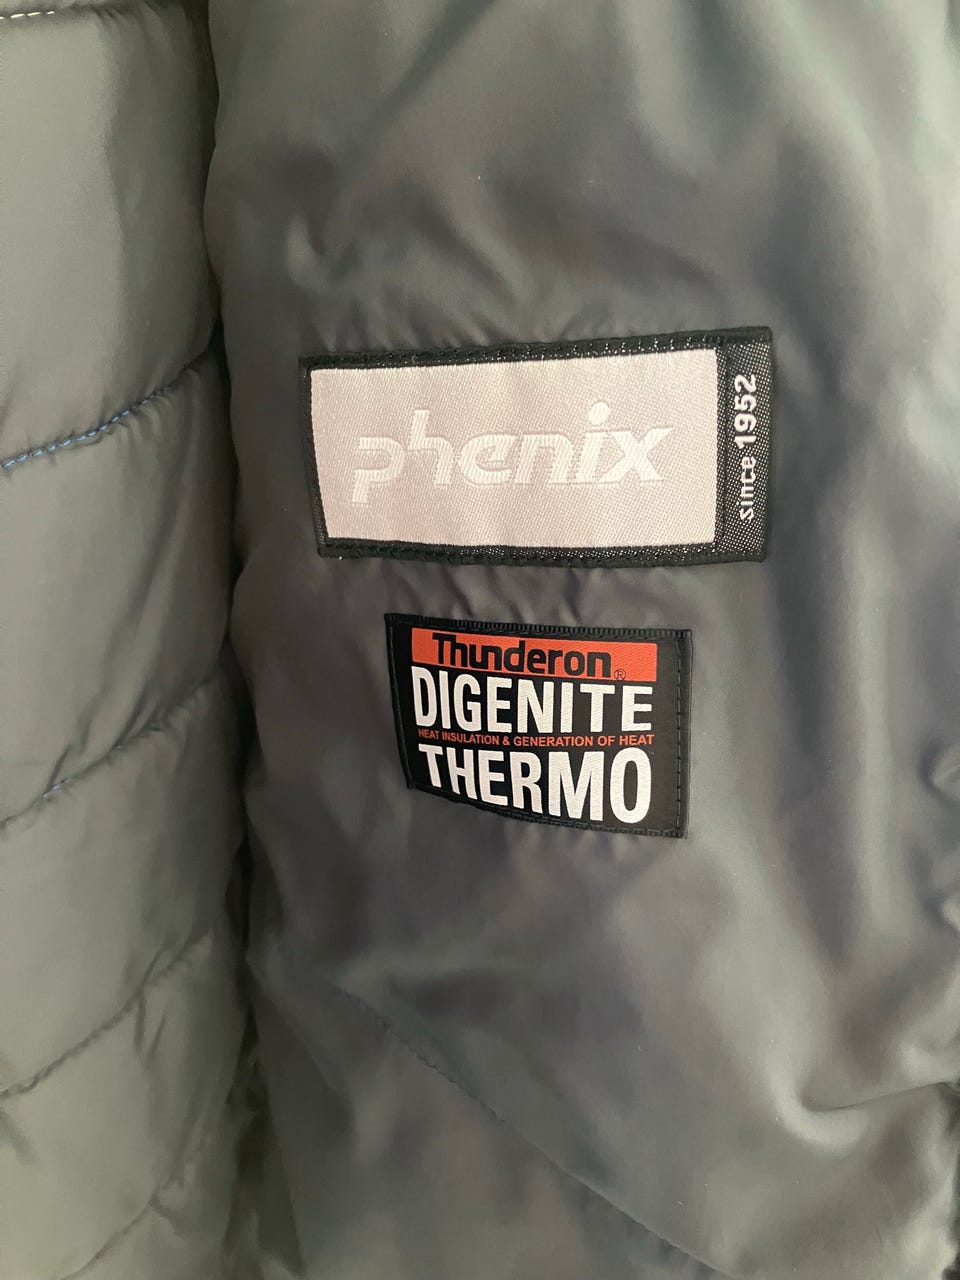 phenix
since 1952
Thunderon®
DIGENITE
HEAT INSULATION & GENERATION OF HEAT
THERMO